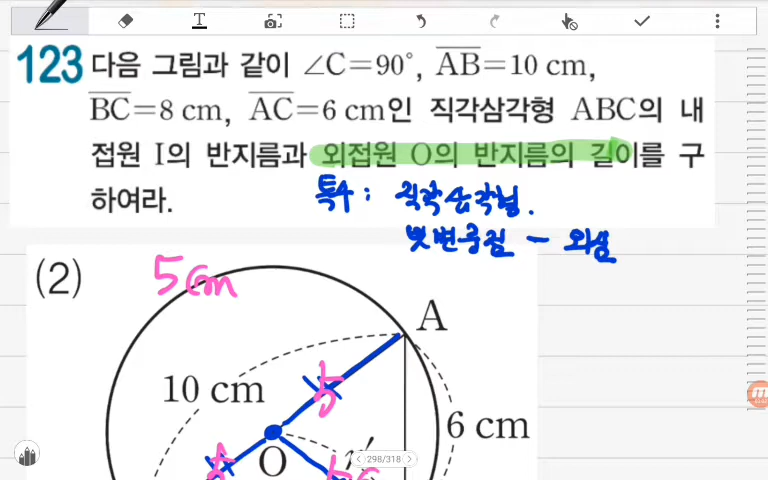 T
123 다음 그림과 같이 ∠C=90°, AB=10 cm,
BC=8 cm, AC=6 cm인 직각삼각형 ABC의 내
접원 I의 반지름과 외접원 O의 반지름의 길이를 구
하여라.
특수 : 직각삼각형.
빗변중점 - 외심
(2)
5cm
A
10 cm
5
6 cm
O
298/318